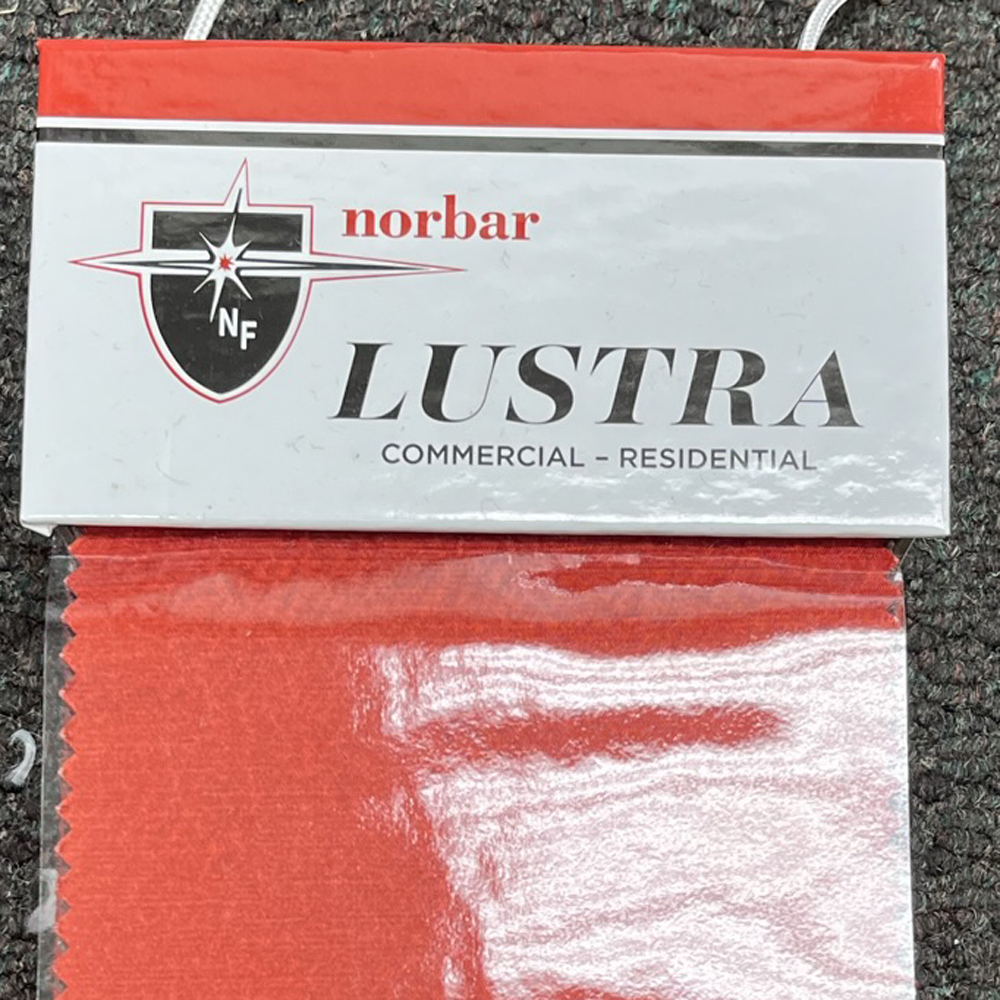 norbar
NF
LUSTRA
COMMERCIAL – RESIDENTIAL